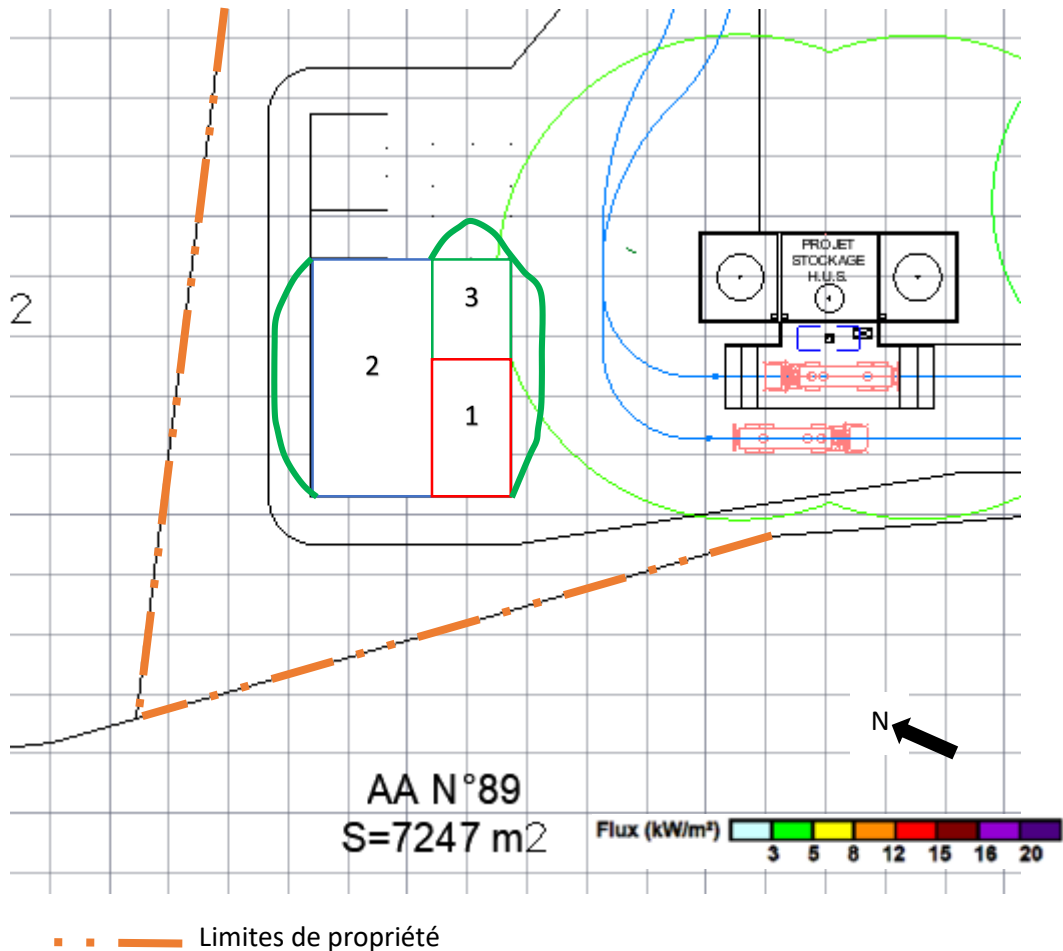 PROJET
STOCKAGE
H.U.S.
2
3
2
1
N
AA N°89
S=7247 m2
Flux (kW/m²)
3 5 8 12 15 16 20
Limites de propriété